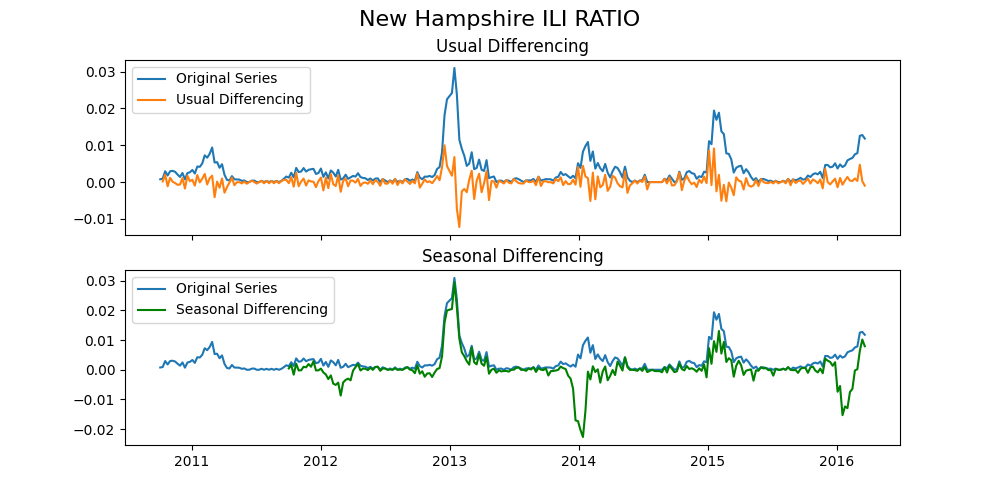 New Hampshire ILI RATIO
Usual Differencing
Original Series
Usual Differencing
0.03
0.02
0.01
0.00
−0.01
Seasonal Differencing
Original Series
Seasonal Differencing
0.03
0.02
0.01
0.00
−0.01
−0.02
2011 2012 2013 2014 2015 2016